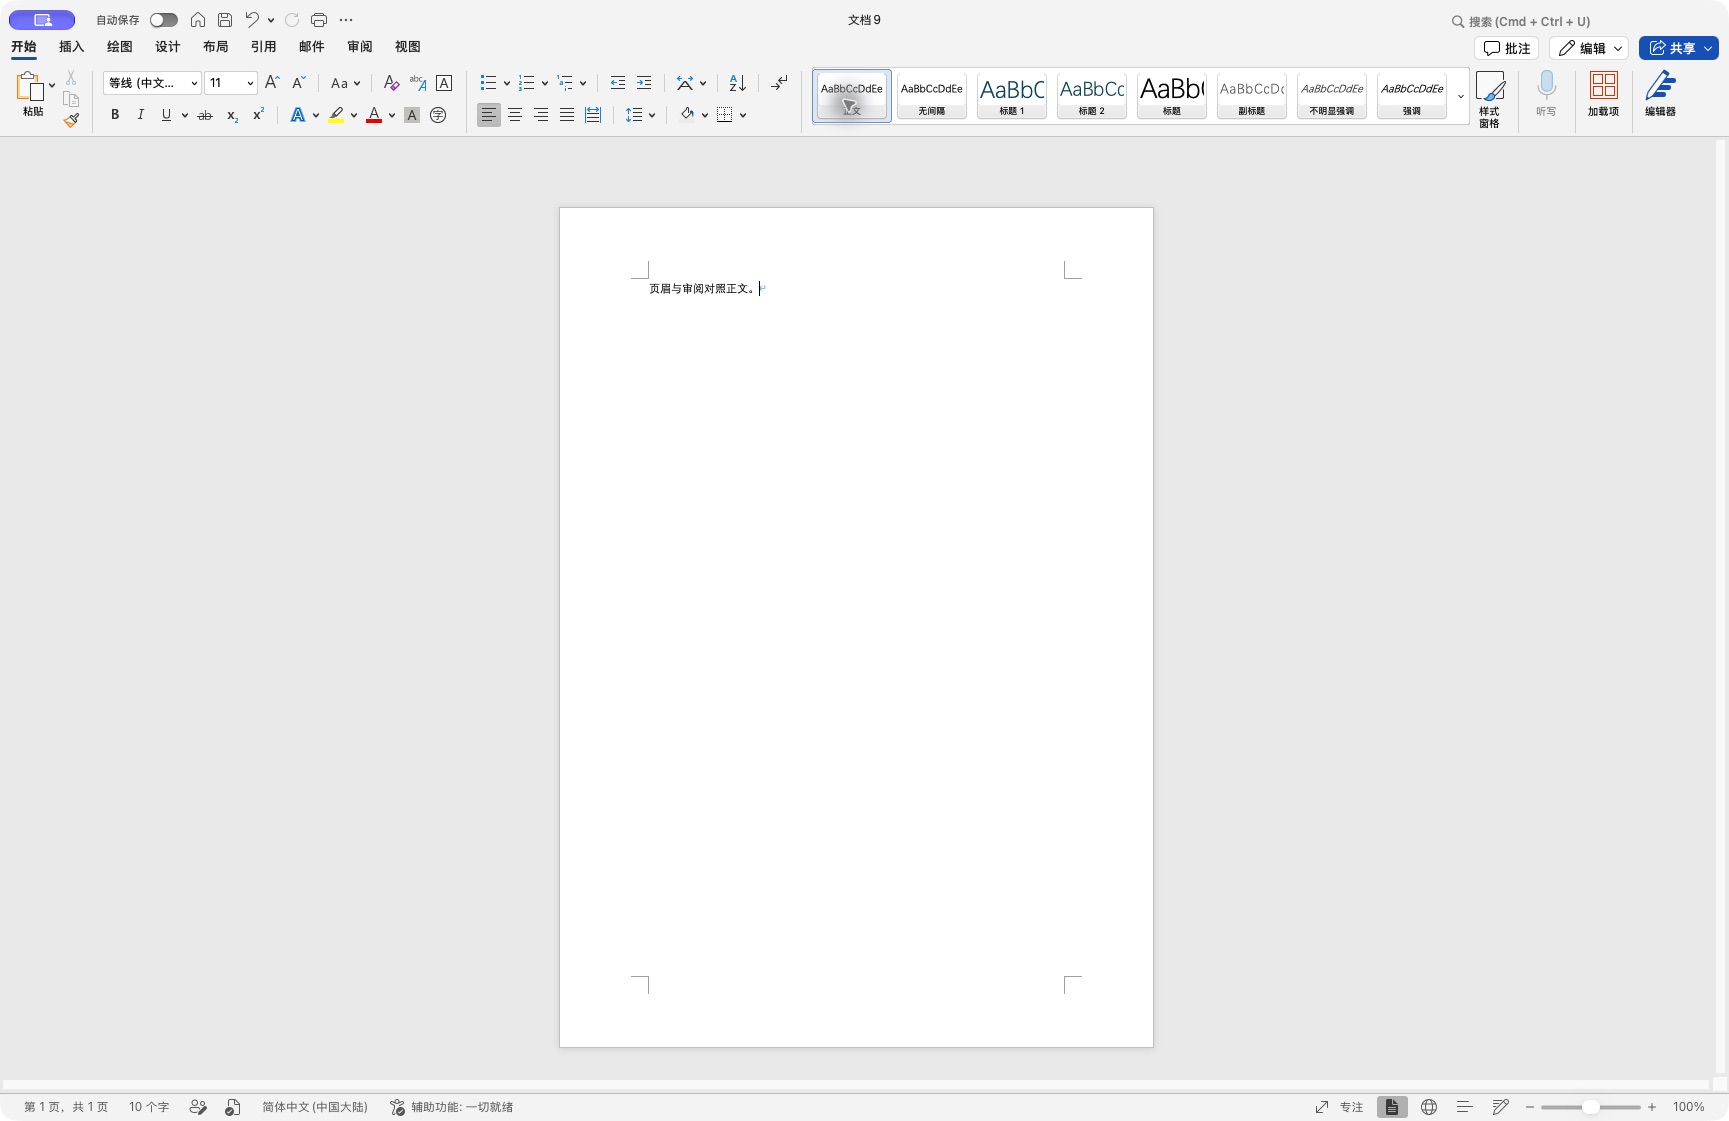 自动保存
文档9
搜索 (Cmd + Ctrl + U)
开始 插入 绘图 设计 布局 引用 邮件 审阅 视图
批注 编辑 共享
粘贴
等线 (中文... 11
AaBbCcDdEe
AaBbCcDdEe 无间隔
AaBbC 标题 1
AaBbCc 标题 2
AaBb( 标题
AaBbCcD( 副标题
AaBbCcDdEe 不明显强调
AaBbCcDdEe 强调
样式
窗格
听写
加载项
编辑器
页眉与审阅对照正文。
第1页，共1页 10 个字 简体中文 (中国大陆) 辅助功能: 一切就绪 专注 100%